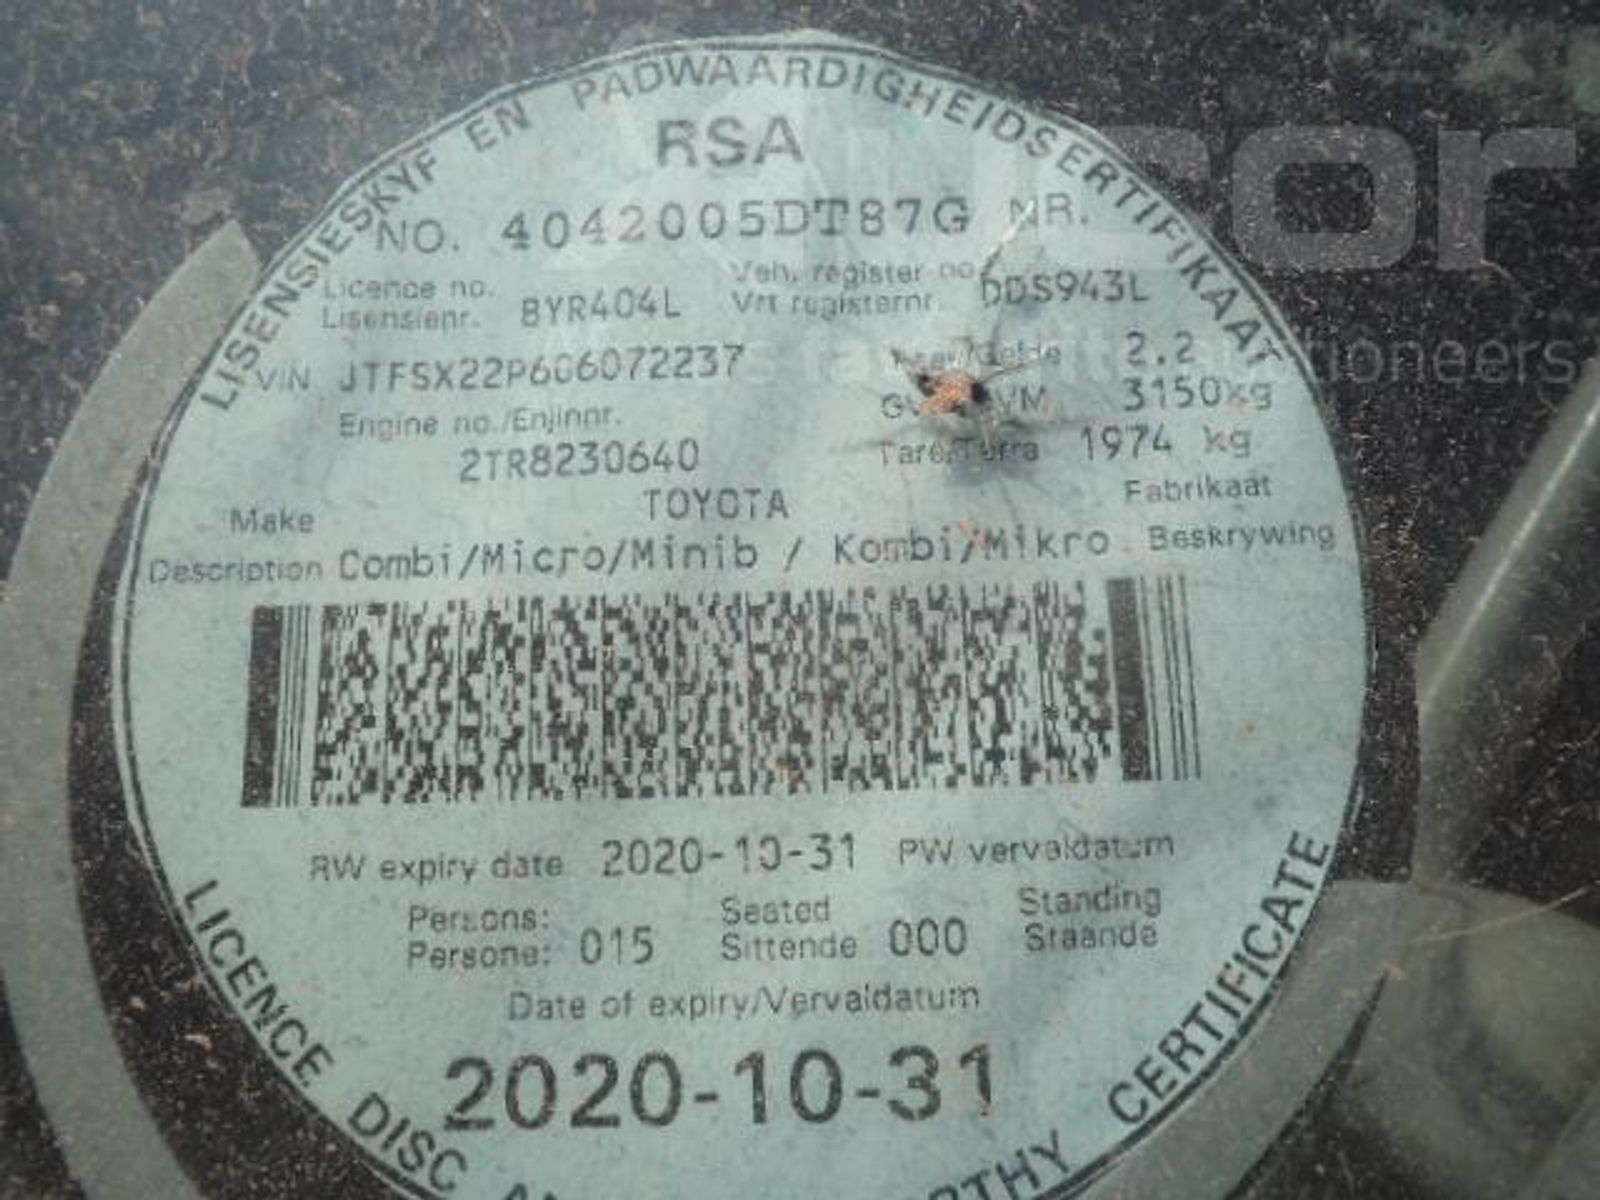 LISENSIESKYF EN PADWAARDIGHEIDSERTIFIKAAT
RSA
NO. 4042005DT87G NR.
Licence no. Veh. register no.
Lisensienr. BYR404L Vrt registernr. DDS943L
VIN JTFSX22P606072237 /Gelde 2.2
Engine no./Enjinnr. 3150kg
2TR8230640 Tare/Tarra 1974 kg
Make TOYOTA Fabrikaat
Description Combi/Micro/Minib / Kombi/Mikro Beskrywing
RW expiry date 2020-10-31 PW vervaldatum
Persons: Seated Standing
Persone: 015 Sittende 000 Staande
Date of expiry/Vervaldatum
2020-10-31
LICENCE DISC CERTIFICATE
auctioneers